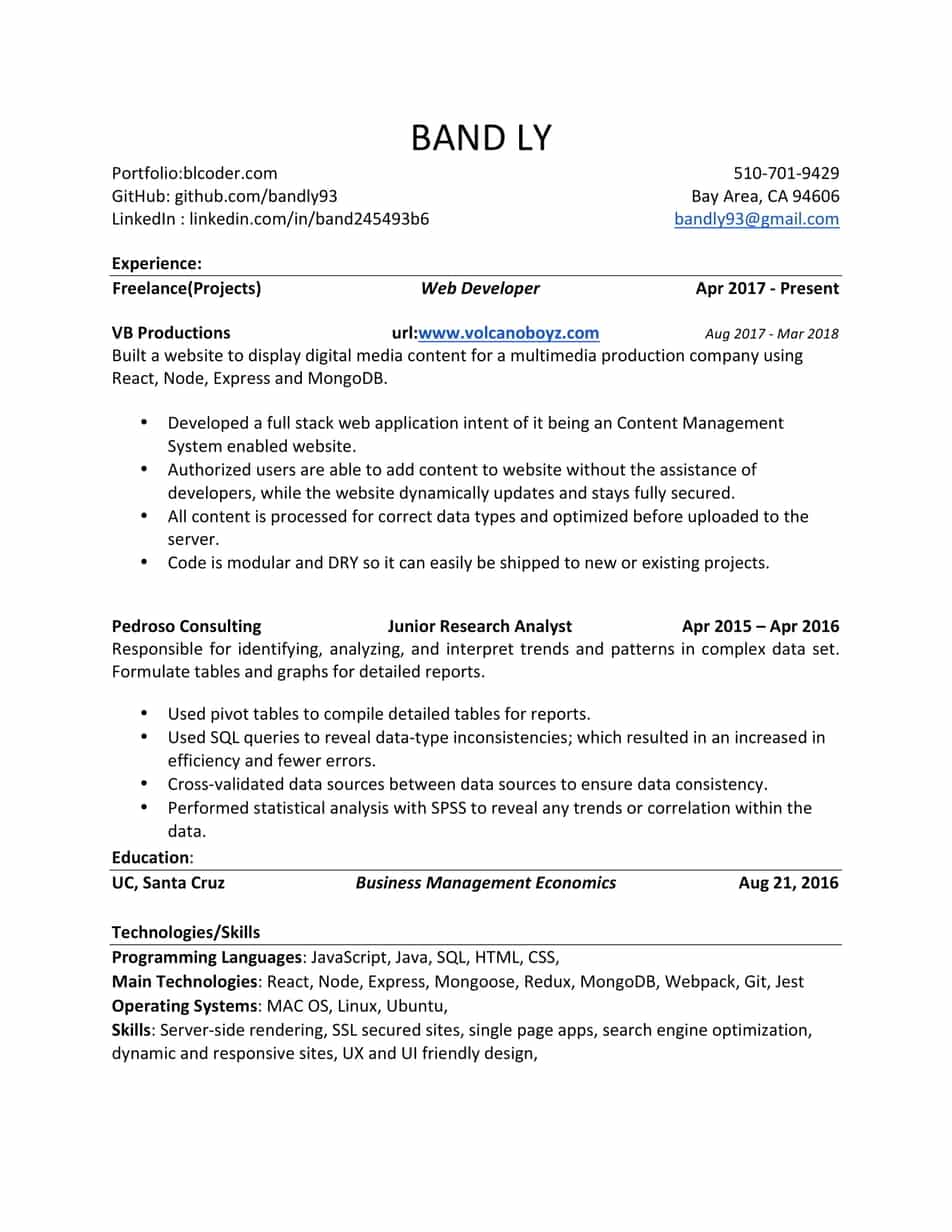 BAND LY
Portfolio:blcoder.com 510-701-9429
GitHub: github.com/bandly93 Bay Area, CA 94606
LinkedIn : linkedin.com/in/band245493b6 bandly93@gmail.com
Experience:
Freelance(Projects) Web Developer Apr 2017 - Present
VB Productions url:www.volcanoboyz.com Aug 2017 - Mar 2018
Built a website to display digital media content for a multimedia production company using
React, Node, Express and MongoDB.
• Developed a full stack web application intent of it being an Content Management
System enabled website.
• Authorized users are able to add content to website without the assistance of
developers, while the website dynamically updates and stays fully secured.
• All content is processed for correct data types and optimized before uploaded to the
server.
• Code is modular and DRY so it can easily be shipped to new or existing projects.
Pedroso Consulting Junior Research Analyst Apr 2015 – Apr 2016
Responsible for identifying, analyzing, and interpret trends and patterns in complex data set.
Formulate tables and graphs for detailed reports.
• Used pivot tables to compile detailed tables for reports.
• Used SQL queries to reveal data-type inconsistencies; which resulted in an increased in
efficiency and fewer errors.
• Cross-validated data sources between data sources to ensure data consistency.
• Performed statistical analysis with SPSS to reveal any trends or correlation within the
data.
Education:
UC, Santa Cruz Business Management Economics Aug 21, 2016
Technologies/Skills
Programming Languages: JavaScript, Java, SQL, HTML, CSS,
Main Technologies: React, Node, Express, Mongoose, Redux, MongoDB, Webpack, Git, Jest
Operating Systems: MAC OS, Linux, Ubuntu,
Skills: Server-side rendering, SSL secured sites, single page apps, search engine optimization,
dynamic and responsive sites, UX and UI friendly design,